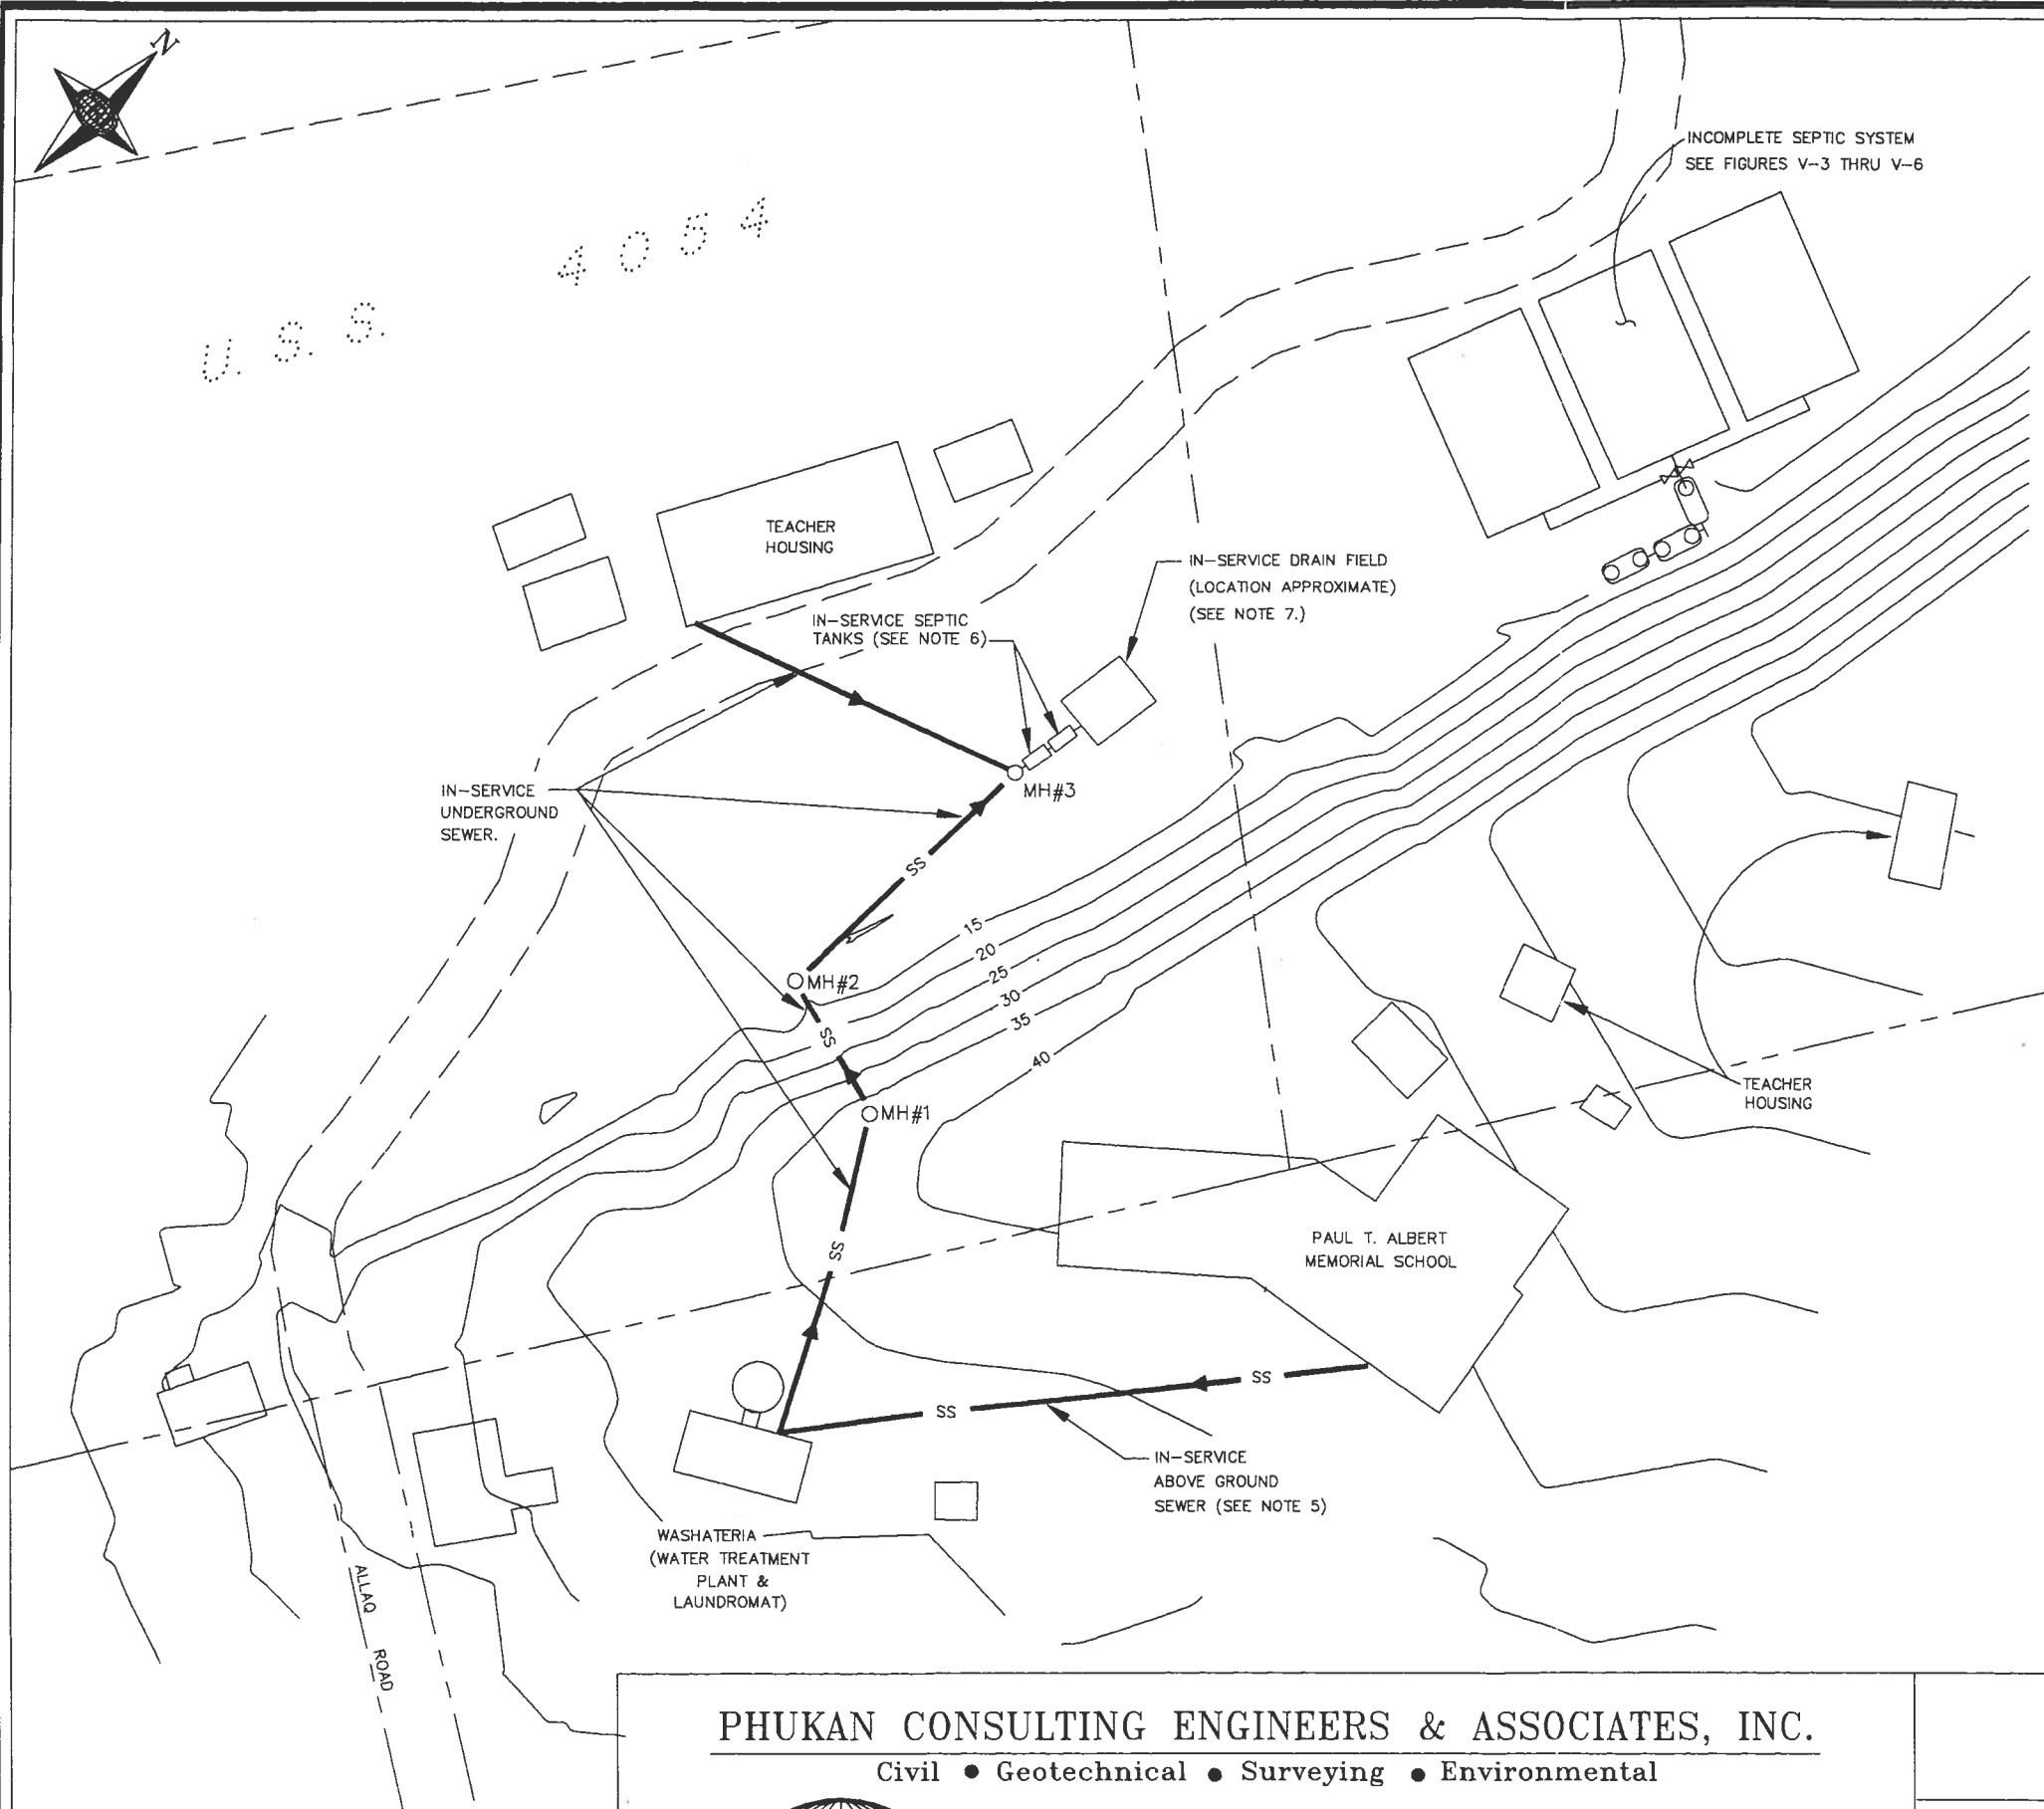 N
INCOMPLETE SEPTIC SYSTEM
SEE FIGURES V-3 THRU V-6
U. S. S. 4054
TEACHER
HOUSING
IN-SERVICE DRAIN FIELD
(LOCATION APPROXIMATE)
(SEE NOTE 7.)
IN-SERVICE SEPTIC
TANKS (SEE NOTE 6)
IN-SERVICE
UNDERGROUND
SEWER.
MH#3
SS
15
20
25
30
35
40
MH#2
SS
MH#1
TEACHER
HOUSING
SS
PAUL T. ALBERT
MEMORIAL SCHOOL
SS
SS
IN-SERVICE
ABOVE GROUND
SEWER (SEE NOTE 5)
WASHATERIA
(WATER TREATMENT
PLANT &
LAUNDROMAT)
ALLAQ ROAD
PHUKAN CONSULTING ENGINEERS & ASSOCIATES, INC.
Civil ● Geotechnical ● Surveying ● Environmental